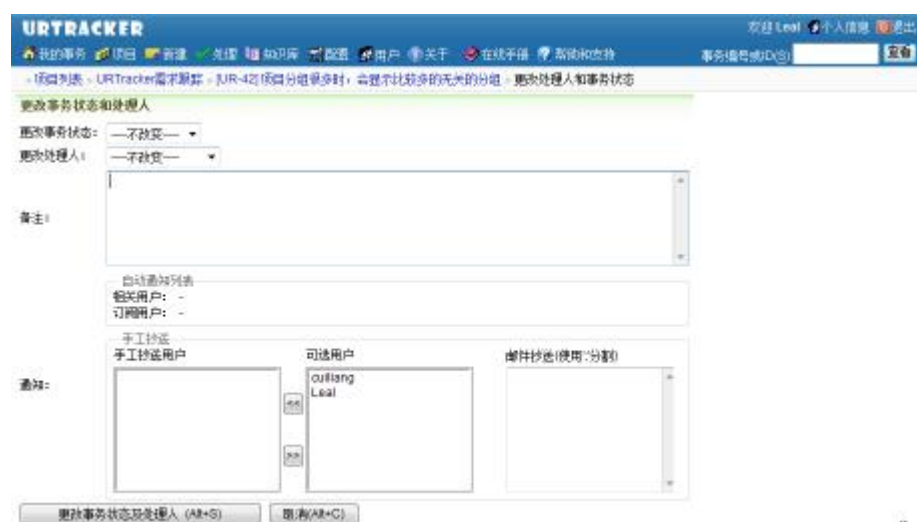 URTRACKER
欢迎 Leal 个人信息 退出
我的事务 项目 新建 处理 知识库 配置 用户 关于 在线手册 帮助和支持 事务编号或ID(S) 查看
项目列表 - URTracker需求跟踪 - [UR-42]项目分组很多时，会显示比较多的无关的分组 - 更改处理人和事务状态
更改事务状态和处理人
更改事务状态： ----不改变----
更改处理人： ----不改变----
备注：
自动通知列表
相关用户： -
订阅用户： -
手工抄送
手工抄送用户 可选用户 邮件抄送(使用';'分割)
通知：
cuiliang
Leal
<<
>>
更改事务状态及处理人 (Alt+S) 取消(Alt+C)